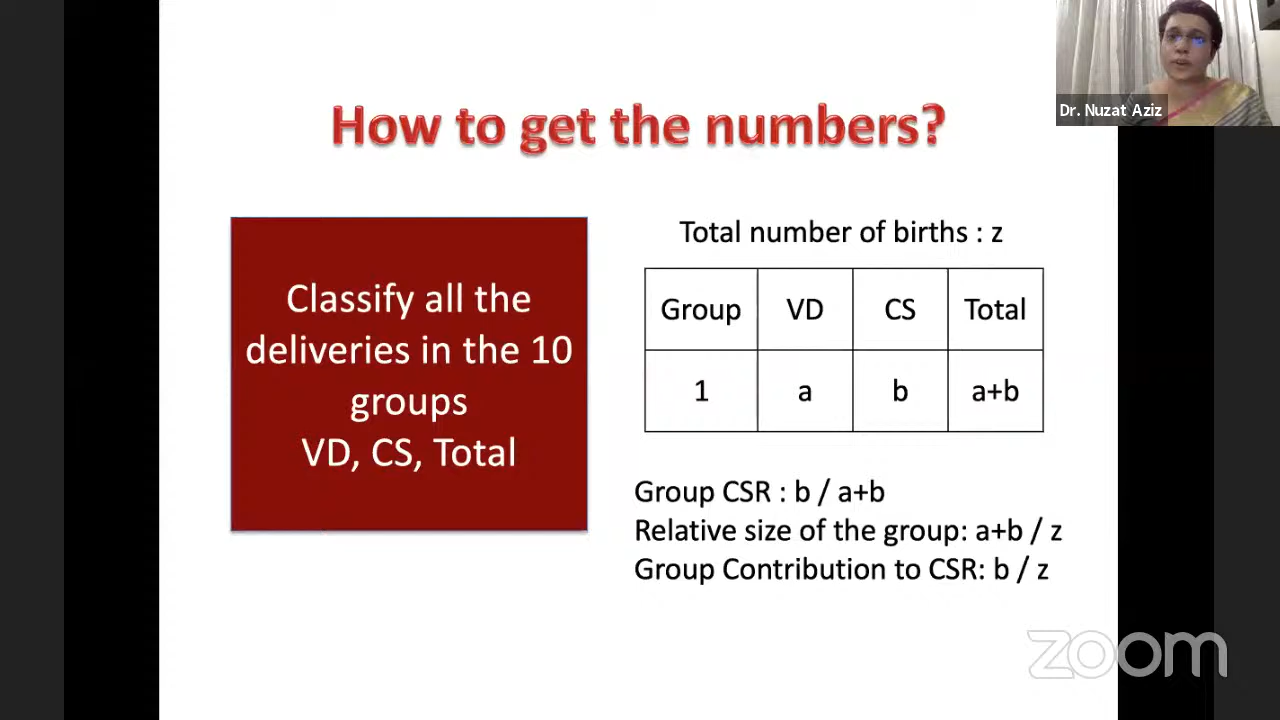 Dr. Nuzat Aziz
How to get the numbers?
Classify all the
deliveries in the 10
groups
VD, CS, Total
Total number of births : z
Group VD CS Total
1 a b a+b
Group CSR : b / a+b
Relative size of the group: a+b / z
Group Contribution to CSR: b / z
zoom